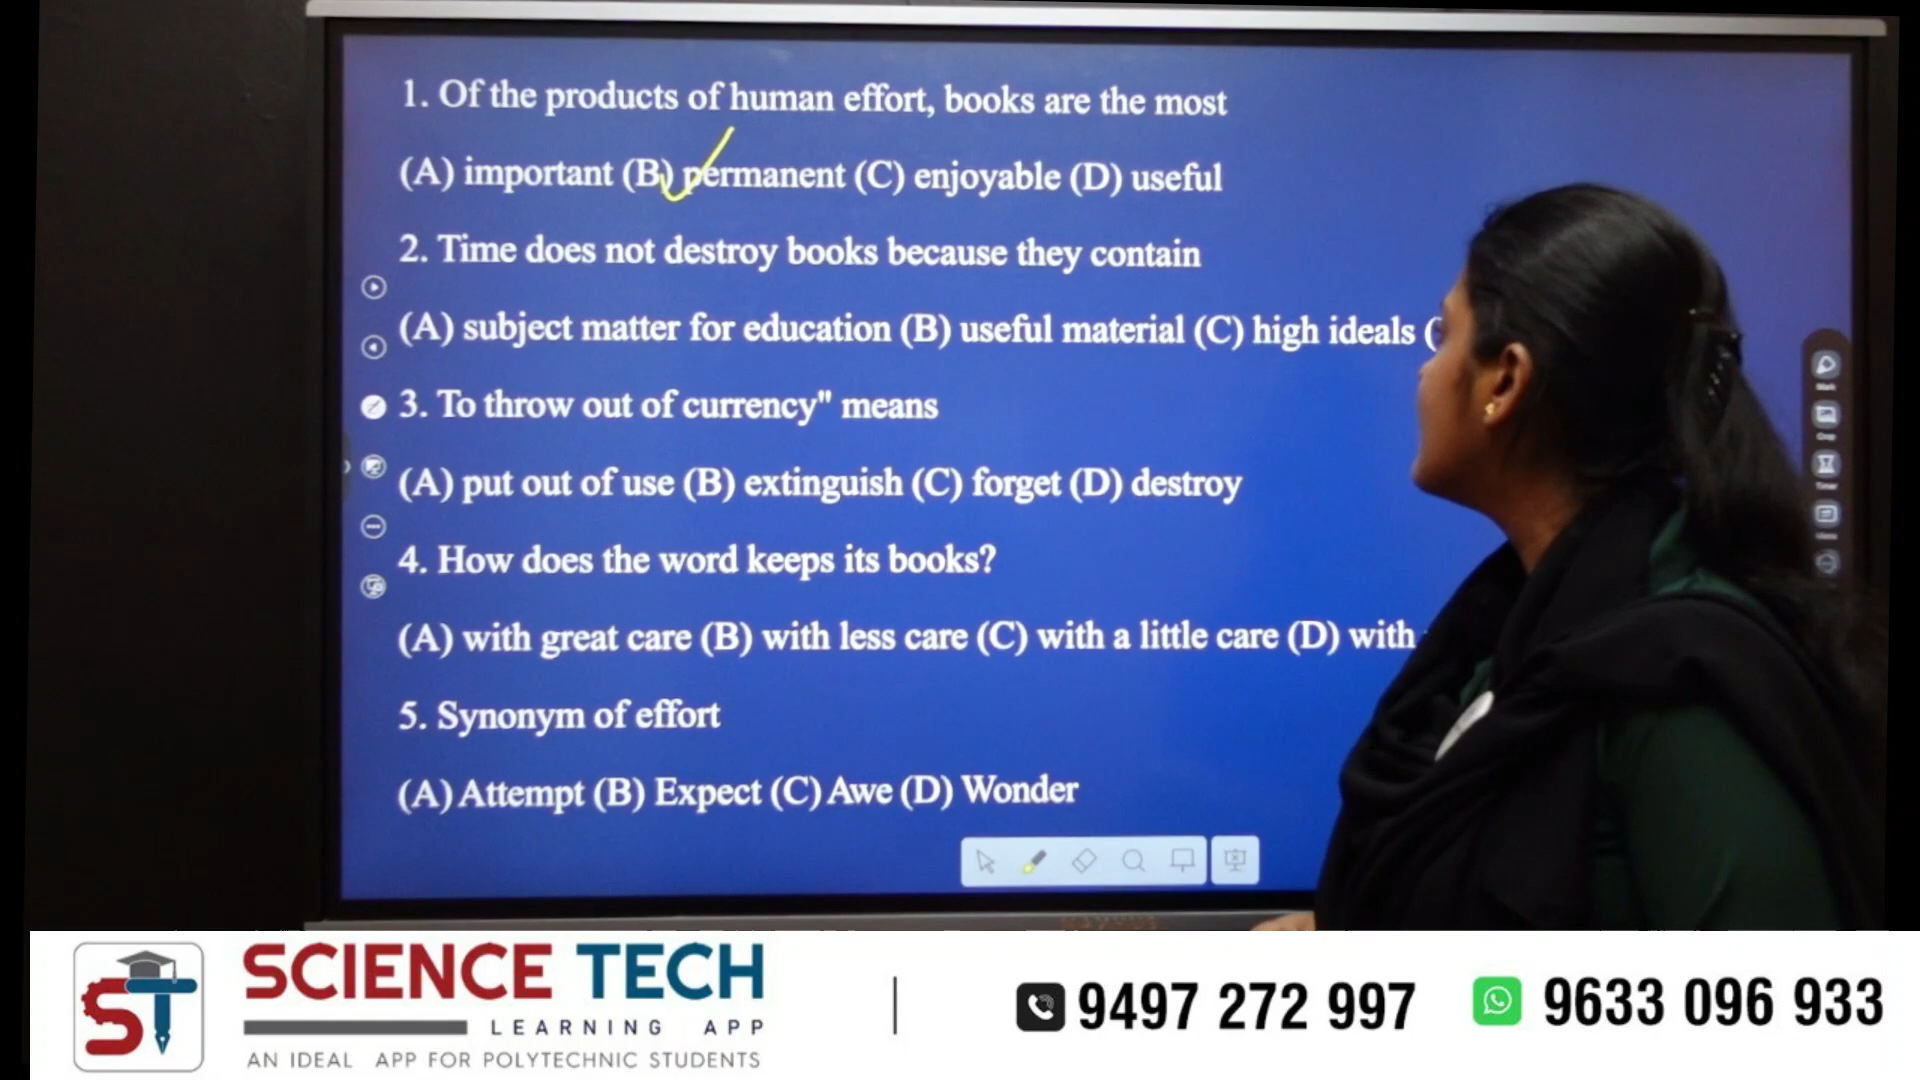 1. Of the products of human effort, books are the most
(A) important (B) permanent (C) enjoyable (D) useful
2. Time does not destroy books because they contain
(A) subject matter for education (B) useful material (C) high ideals (
3. To throw out of currency" means
(A) put out of use (B) extinguish (C) forget (D) destroy
4. How does the word keeps its books?
(A) with great care (B) with less care (C) with a little care (D) with
5. Synonym of effort
(A) Attempt (B) Expect (C) Awe (D) Wonder
Mark
Crop
Timer
ST
SCIENCE TECH
LEARNING APP
AN IDEAL APP FOR POLYTECHNIC STUDENTS
9497 272 997
9633 096 933